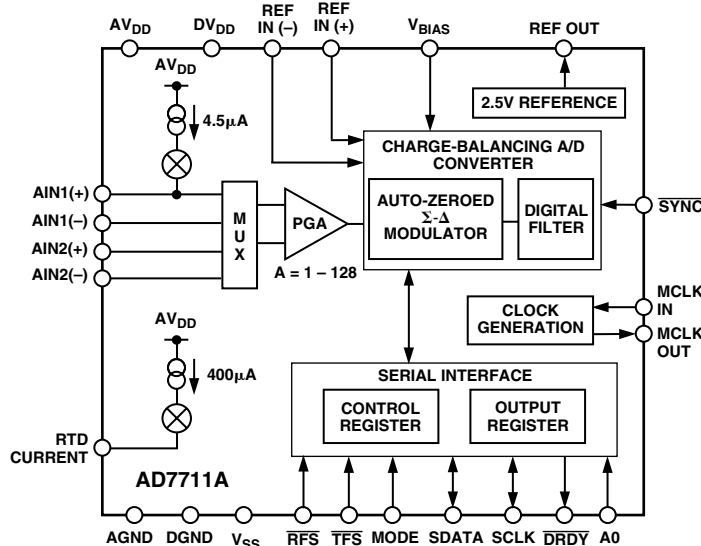 AVDD
DVDD
REF
IN (–)
REF
IN (+)
VBIAS
REF OUT
AVDD
4.5µA
2.5V REFERENCE
CHARGE-BALANCING A/D
CONVERTER
AUTO-ZEROED
Σ-Δ
MODULATOR
DIGITAL
FILTER
AIN1(+)
AIN1(–)
AIN2(+)
AIN2(–)
M
U
X
PGA
A = 1 – 128
SYNC
MCLK
IN
MCLK
OUT
CLOCK
GENERATION
AVDD
400µA
RTD
CURRENT
SERIAL INTERFACE
CONTROL
REGISTER
OUTPUT
REGISTER
AD7711A
AGND
DGND
VSS
RFS
TFS
MODE
SDATA
SCLK
DRDY
A0